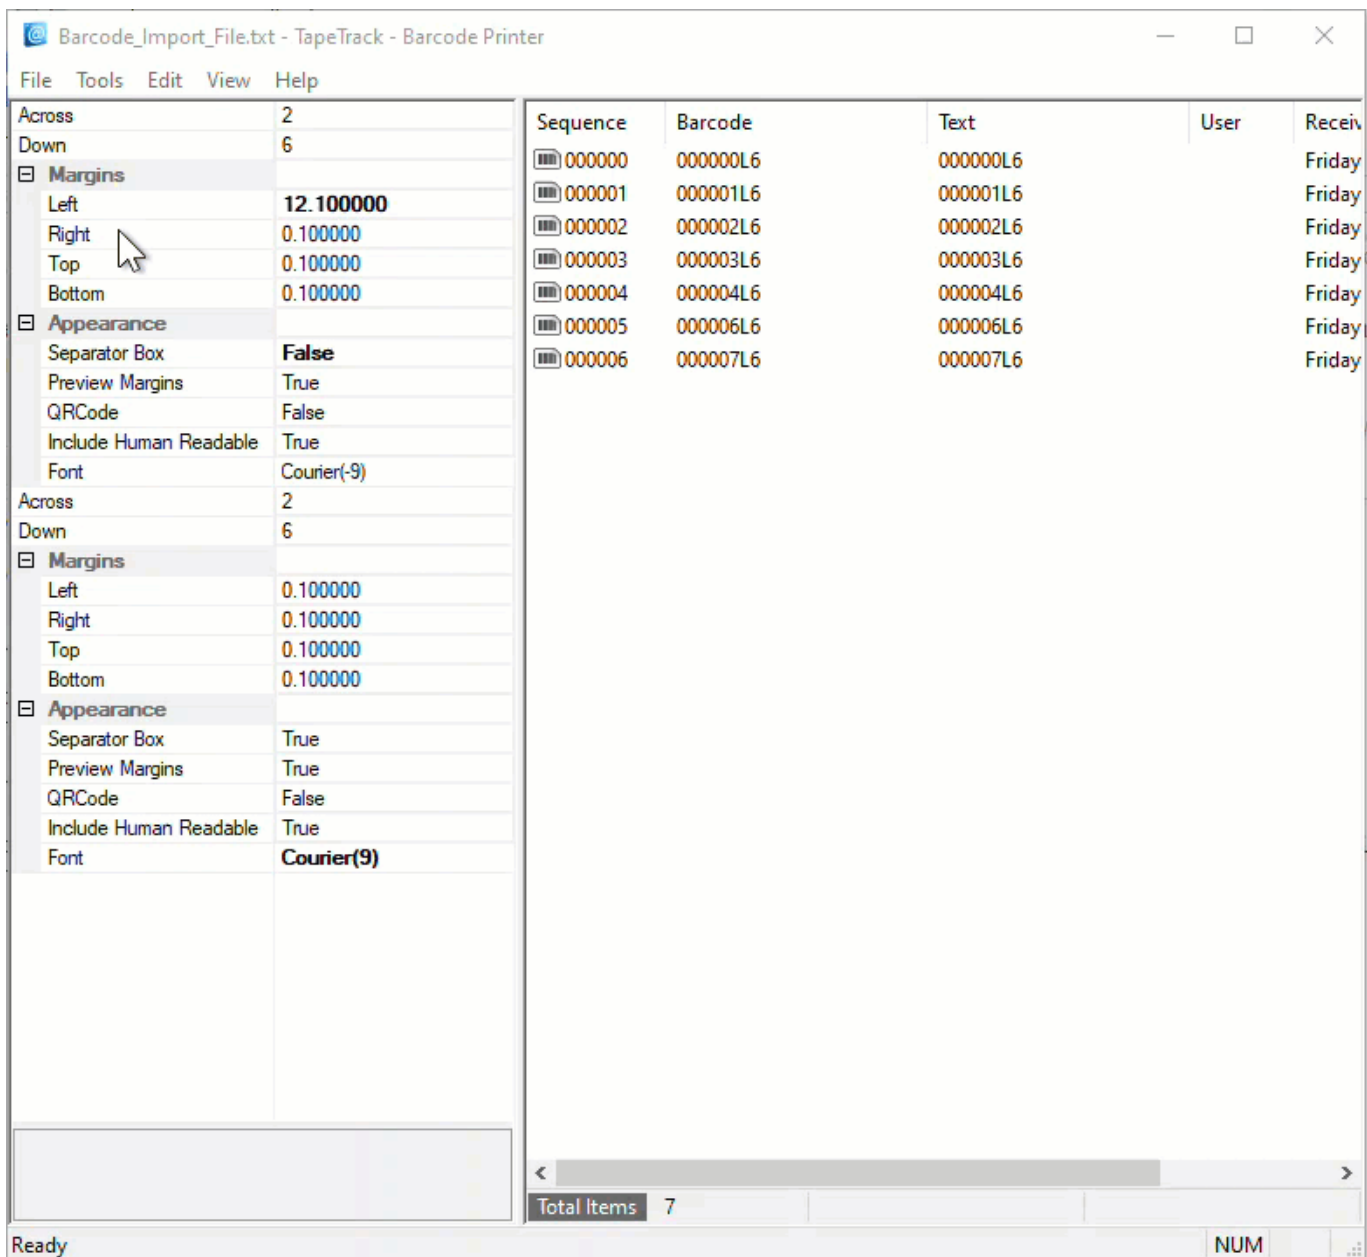 Barcode_Import_File.txt - TapeTrack - Barcode Printer
File Tools Edit View Help
Across 2
Down 6
Margins
Left 12.100000
Right 0.100000
Top 0.100000
Bottom 0.100000
Appearance
Separator Box False
Preview Margins True
QRCode False
Include Human Readable True
Font Courier(-9)
Across 2
Down 6
Margins
Left 0.100000
Right 0.100000
Top 0.100000
Bottom 0.100000
Appearance
Separator Box True
Preview Margins True
QRCode False
Include Human Readable True
Font Courier(9)
Sequence Barcode Text User Receiv
000000 000000L6 000000L6 Friday
000001 000001L6 000001L6 Friday
000002 000002L6 000002L6 Friday
000003 000003L6 000003L6 Friday
000004 000004L6 000004L6 Friday
000005 000006L6 000006L6 Friday
000006 000007L6 000007L6 Friday
Total Items 7
Ready NUM